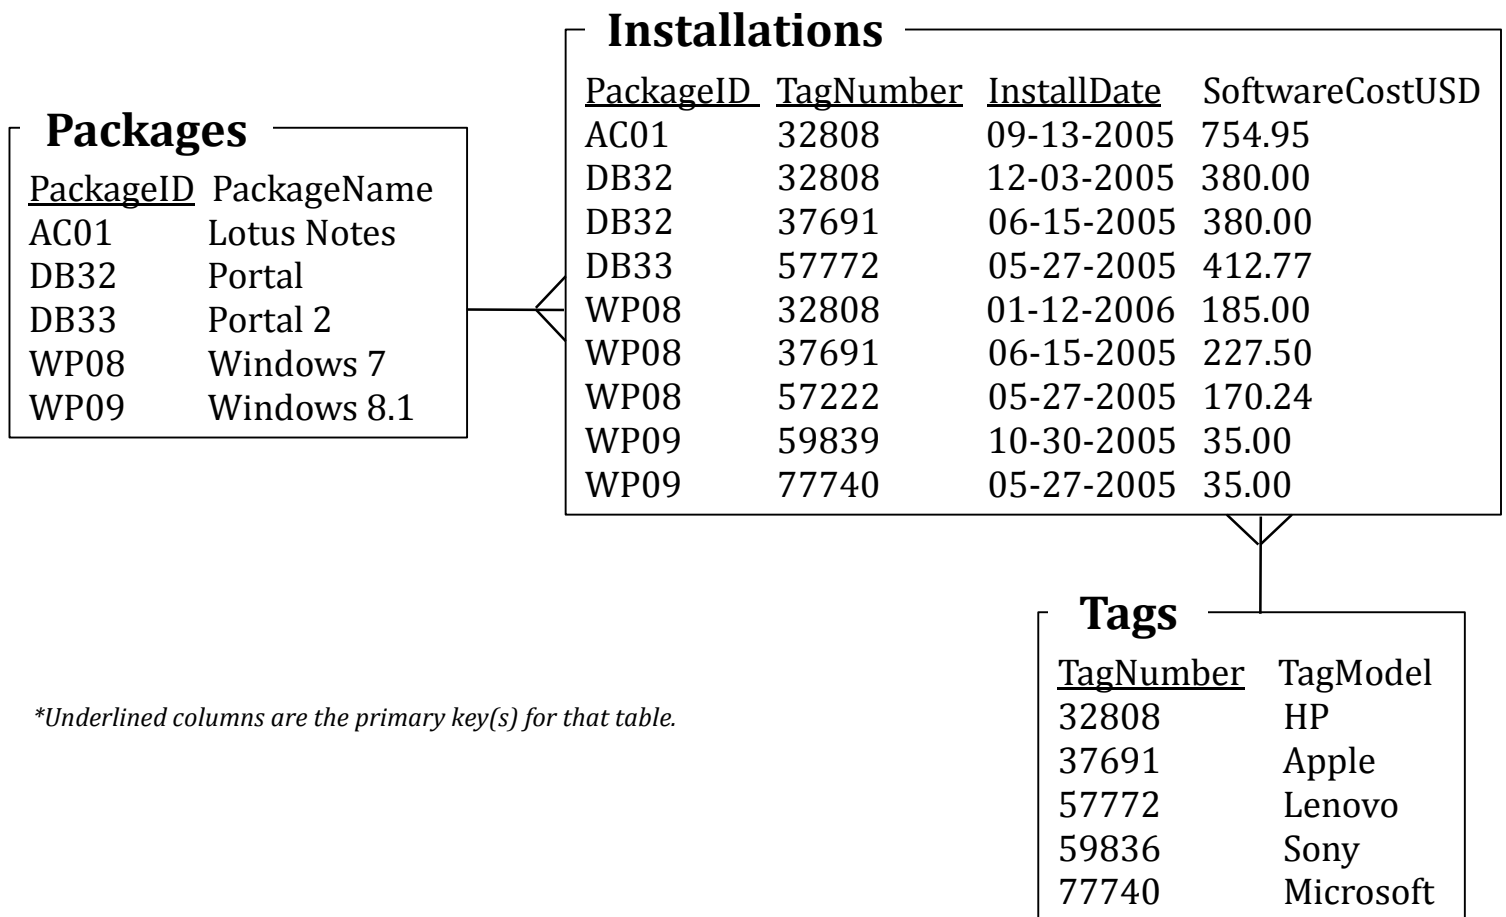 Installations
PackageID TagNumber InstallDate SoftwareCostUSD
AC01 32808 09-13-2005 754.95
DB32 32808 12-03-2005 380.00
DB32 37691 06-15-2005 380.00
DB33 57772 05-27-2005 412.77
WP08 32808 01-12-2006 185.00
WP08 37691 06-15-2005 227.50
WP08 57222 05-27-2005 170.24
WP09 59839 10-30-2005 35.00
WP09 77740 05-27-2005 35.00
Packages
PackageID PackageName
AC01 Lotus Notes
DB32 Portal
DB33 Portal 2
WP08 Windows 7
WP09 Windows 8.1
Tags
TagNumber TagModel
32808 HP
37691 Apple
57772 Lenovo
59836 Sony
77740 Microsoft
*Underlined columns are the primary key(s) for that table.